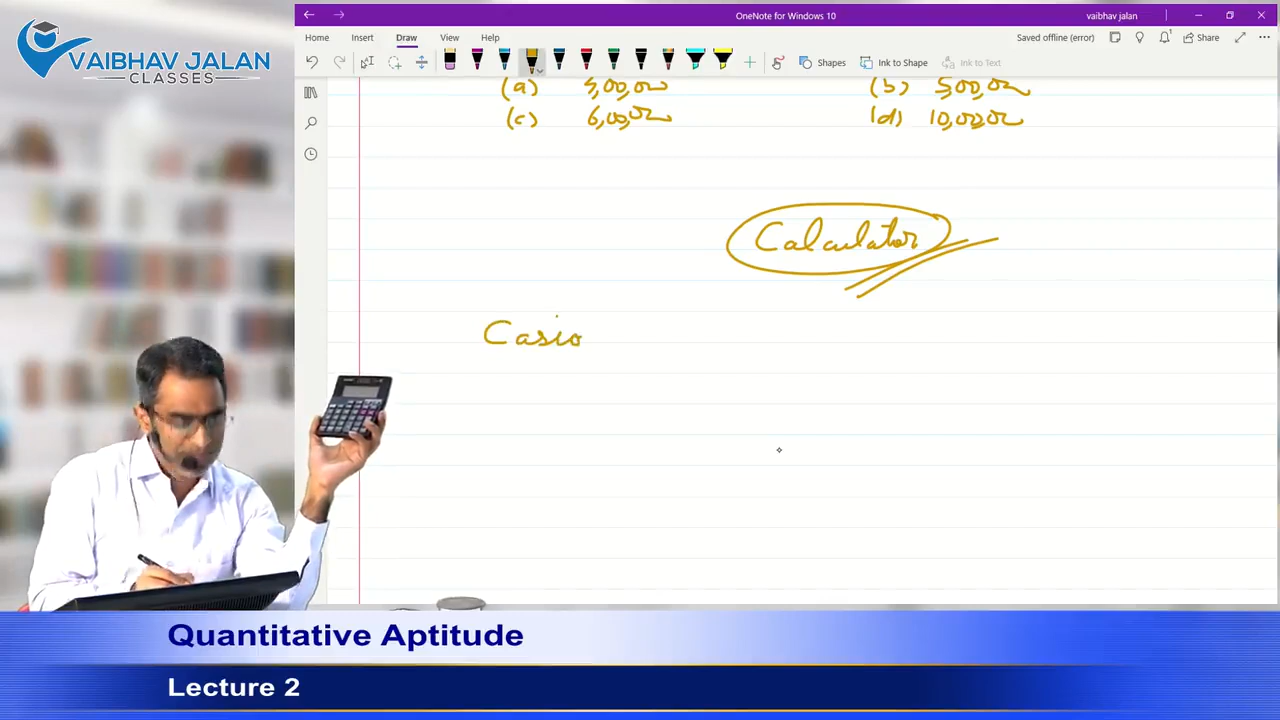 VAIBHAV JALAN
CLASSES
OneNote for Windows 10
vaibhav jalan
Home Insert Draw View Help
Saved offline (error)
Share
Shapes
Ink to Shape
Ink to Text
(a) 4,00,000 (b) 5,00,000
(c) 6,00,000 (d) 10,00,000
Calculator
Casio
Quantitative Aptitude
Lecture 2